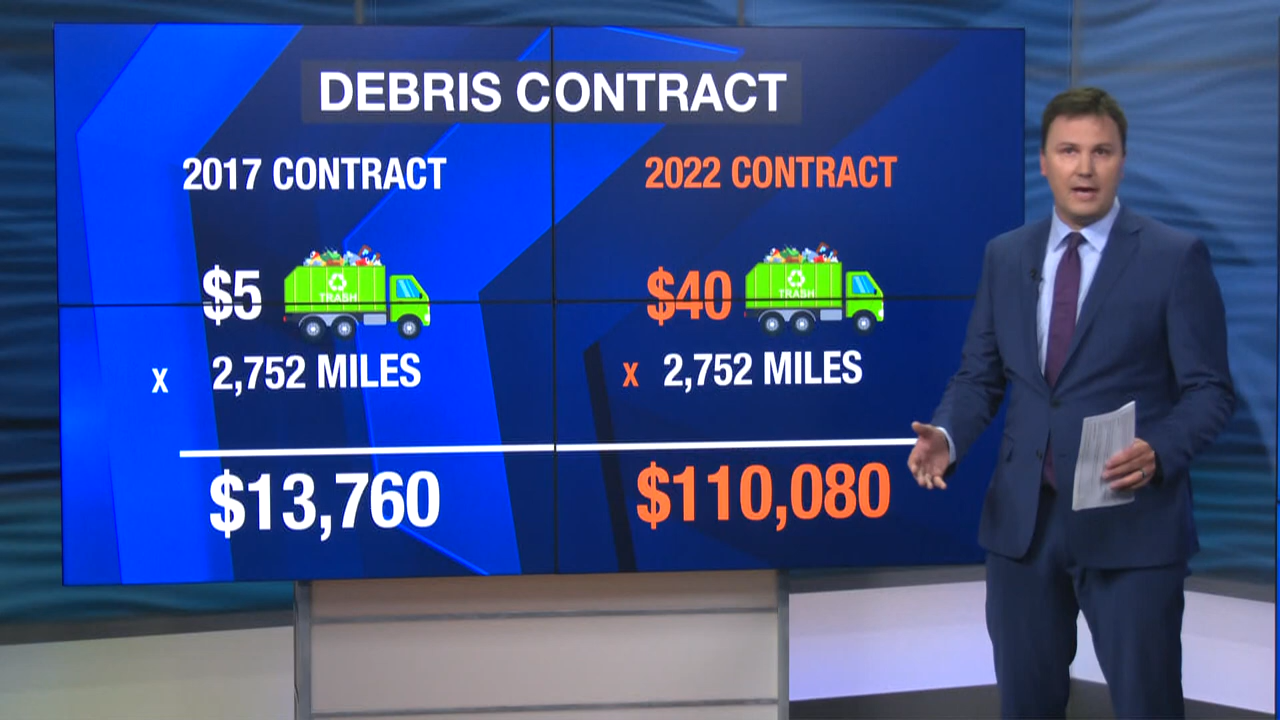 DEBRIS CONTRACT
2017 CONTRACT
$5
TRASH
X 2,752 MILES
$13,760
2022 CONTRACT
$40
TRASH
X 2,752 MILES
$110,080